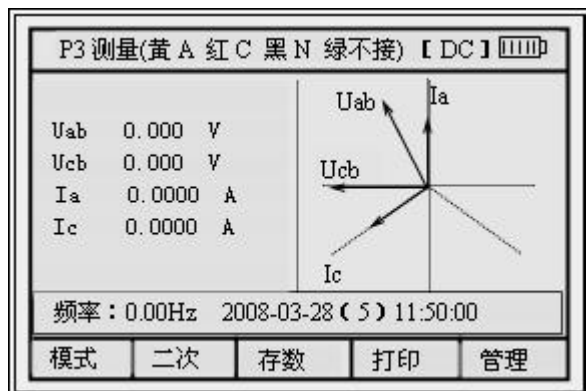 P3 测量(黄 A 红 C 黑 N 绿不接) 【 DC 】
Uab 0.000 V
Ucb 0.000 V
Ia 0.0000 A
Ic 0.0000 A
Uab
Ia
Ucb
Ic
频率：0.00Hz 2008-03-28 ( 5 ) 11:50:00
模式 二次 存数 打印 管理